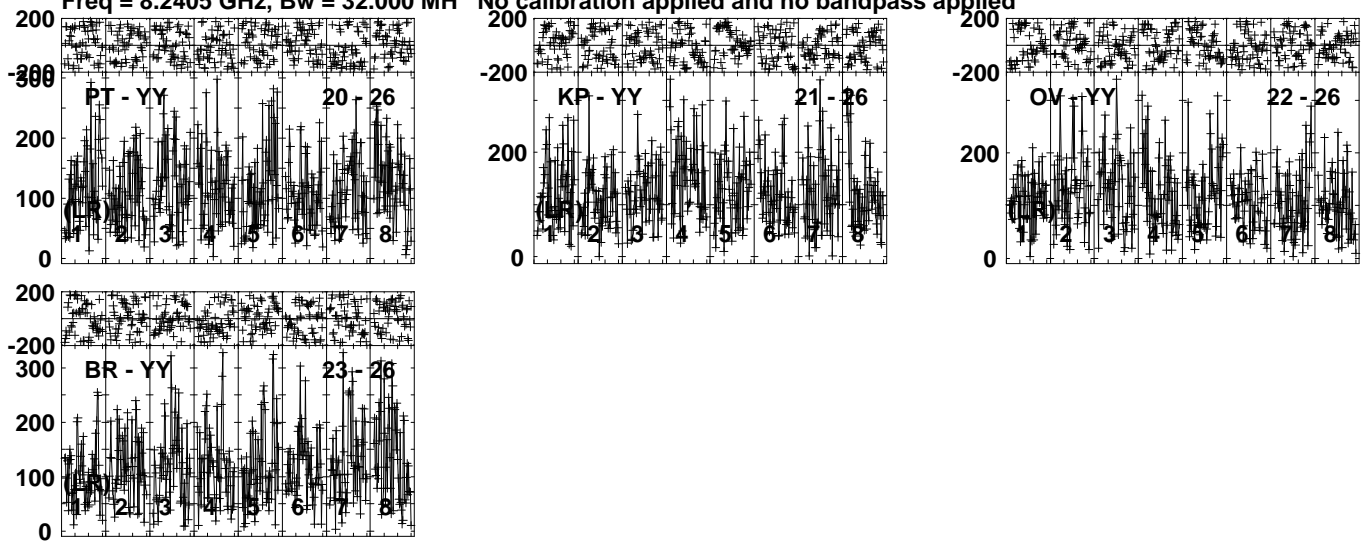 Freq = 8.2405 GHz, Bw = 32.000 MH No calibration applied and no bandpass applied
200
-200
300
PT - YY 20 - 26
200
100
(LR)
1 2 3 4 5 6 7 8
0
200
-200
KP - YY 21 - 26
200
(LR)
1 2 3 4 5 6 7 8
0
200
-200
OV - YY 22 - 26
200
(LR)
1 2 3 4 5 6 7 8
0
200
-200
300
BR - YY 23 - 26
200
100
(LR)
1 2 3 4 5 6 7 8
0